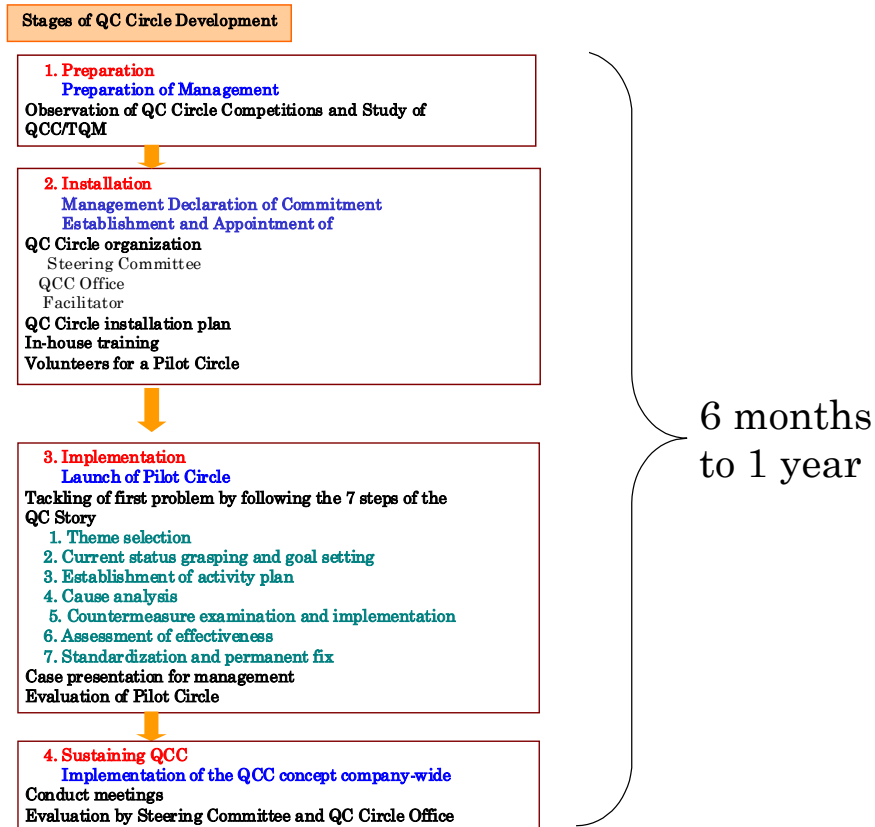 Stages of QC Circle Development
1. Preparation
Preparation of Management
Observation of QC Circle Competitions and Study of
QCC/TQM
2. Installation
Management Declaration of Commitment
Establishment and Appointment of
QC Circle organization
Steering Committee
QCC Office
Facilitator
QC Circle installation plan
In-house training
Volunteers for a Pilot Circle
3. Implementation
Launch of Pilot Circle
Tackling of first problem by following the 7 steps of the
QC Story
1. Theme selection
2. Current status grasping and goal setting
3. Establishment of activity plan
4. Cause analysis
5. Countermeasure examination and implementation
6. Assessment of effectiveness
7. Standardization and permanent fix
Case presentation for management
Evaluation of Pilot Circle
4. Sustaining QCC
Implementation of the QCC concept company-wide
Conduct meetings
Evaluation by Steering Committee and QC Circle Office
6 months
to 1 year